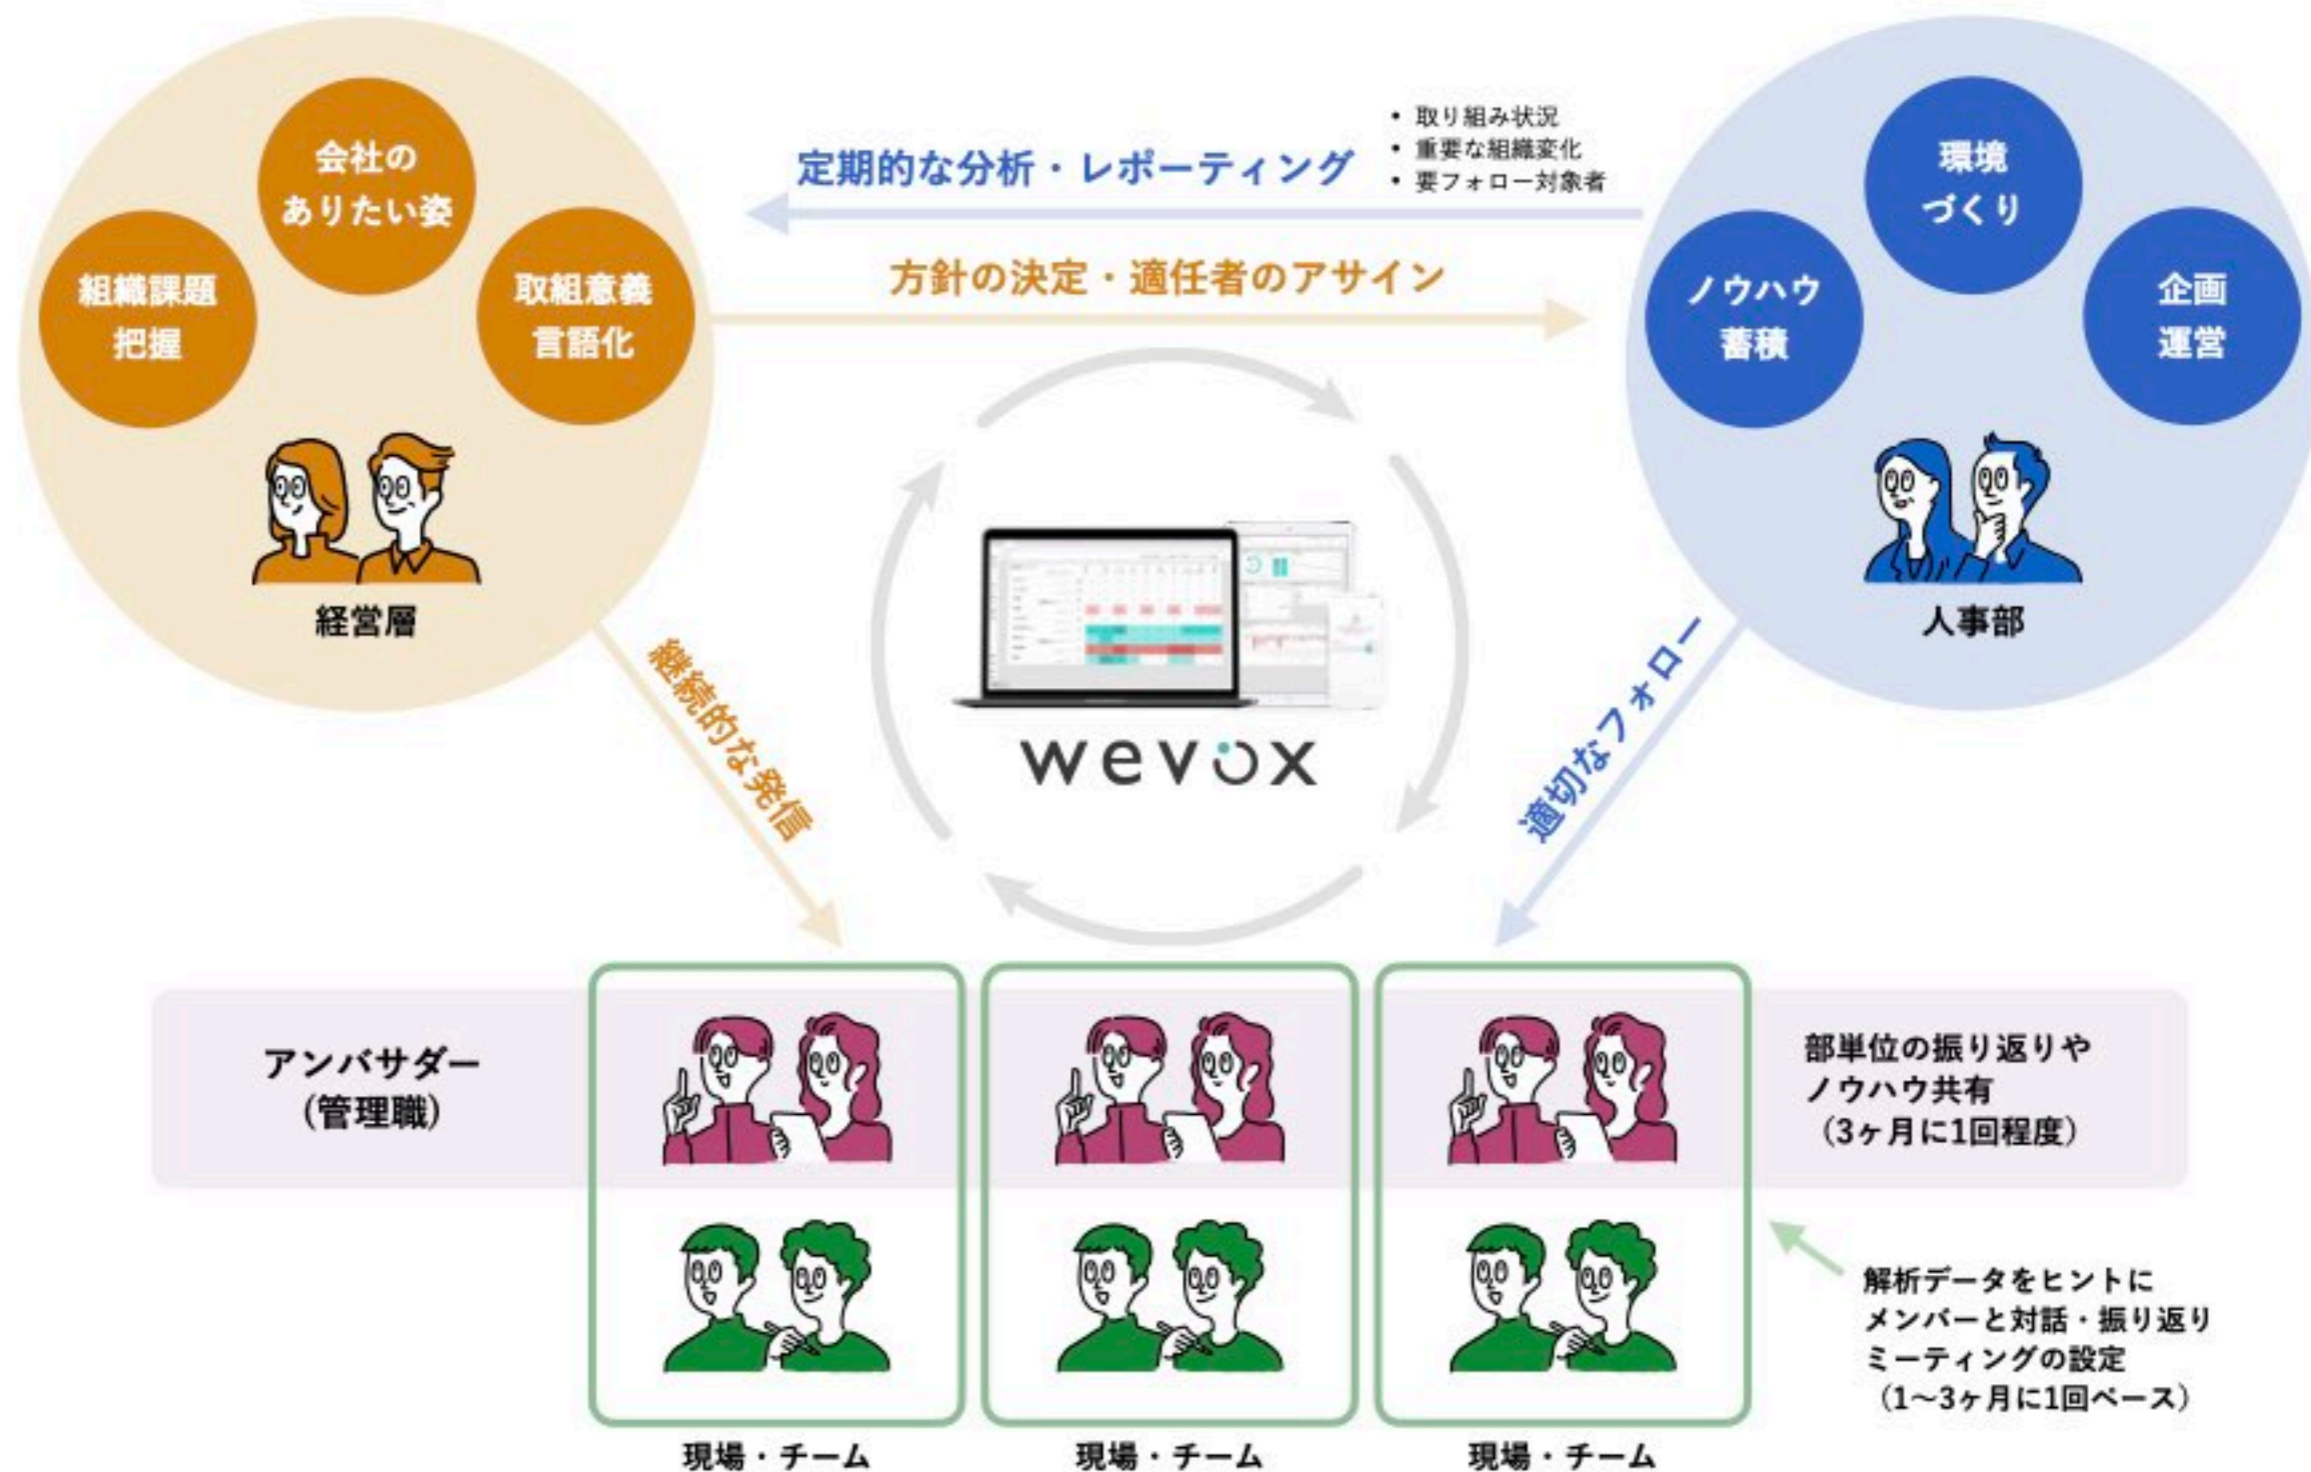 会社の
ありたい姿
組織課題
把握
取組意義
言語化
経営層
定期的な分析・レポーティング
• 取り組み状況
• 重要な組織変化
• 要フォロー対象者
方針の決定・適任者のアサイン
環境
づくり
ノウハウ
蓄積
企画
運営
人事部
継続的な発信
wevox
適切なフォロー
アンバサダー
(管理職)
部単位の振り返りや
ノウハウ共有
（3ヶ月に1回程度）
解析データをヒントに
メンバーと対話・振り返り
ミーティングの設定
（1〜3ヶ月に1回ペース）
現場・チーム
現場・チーム
現場・チーム